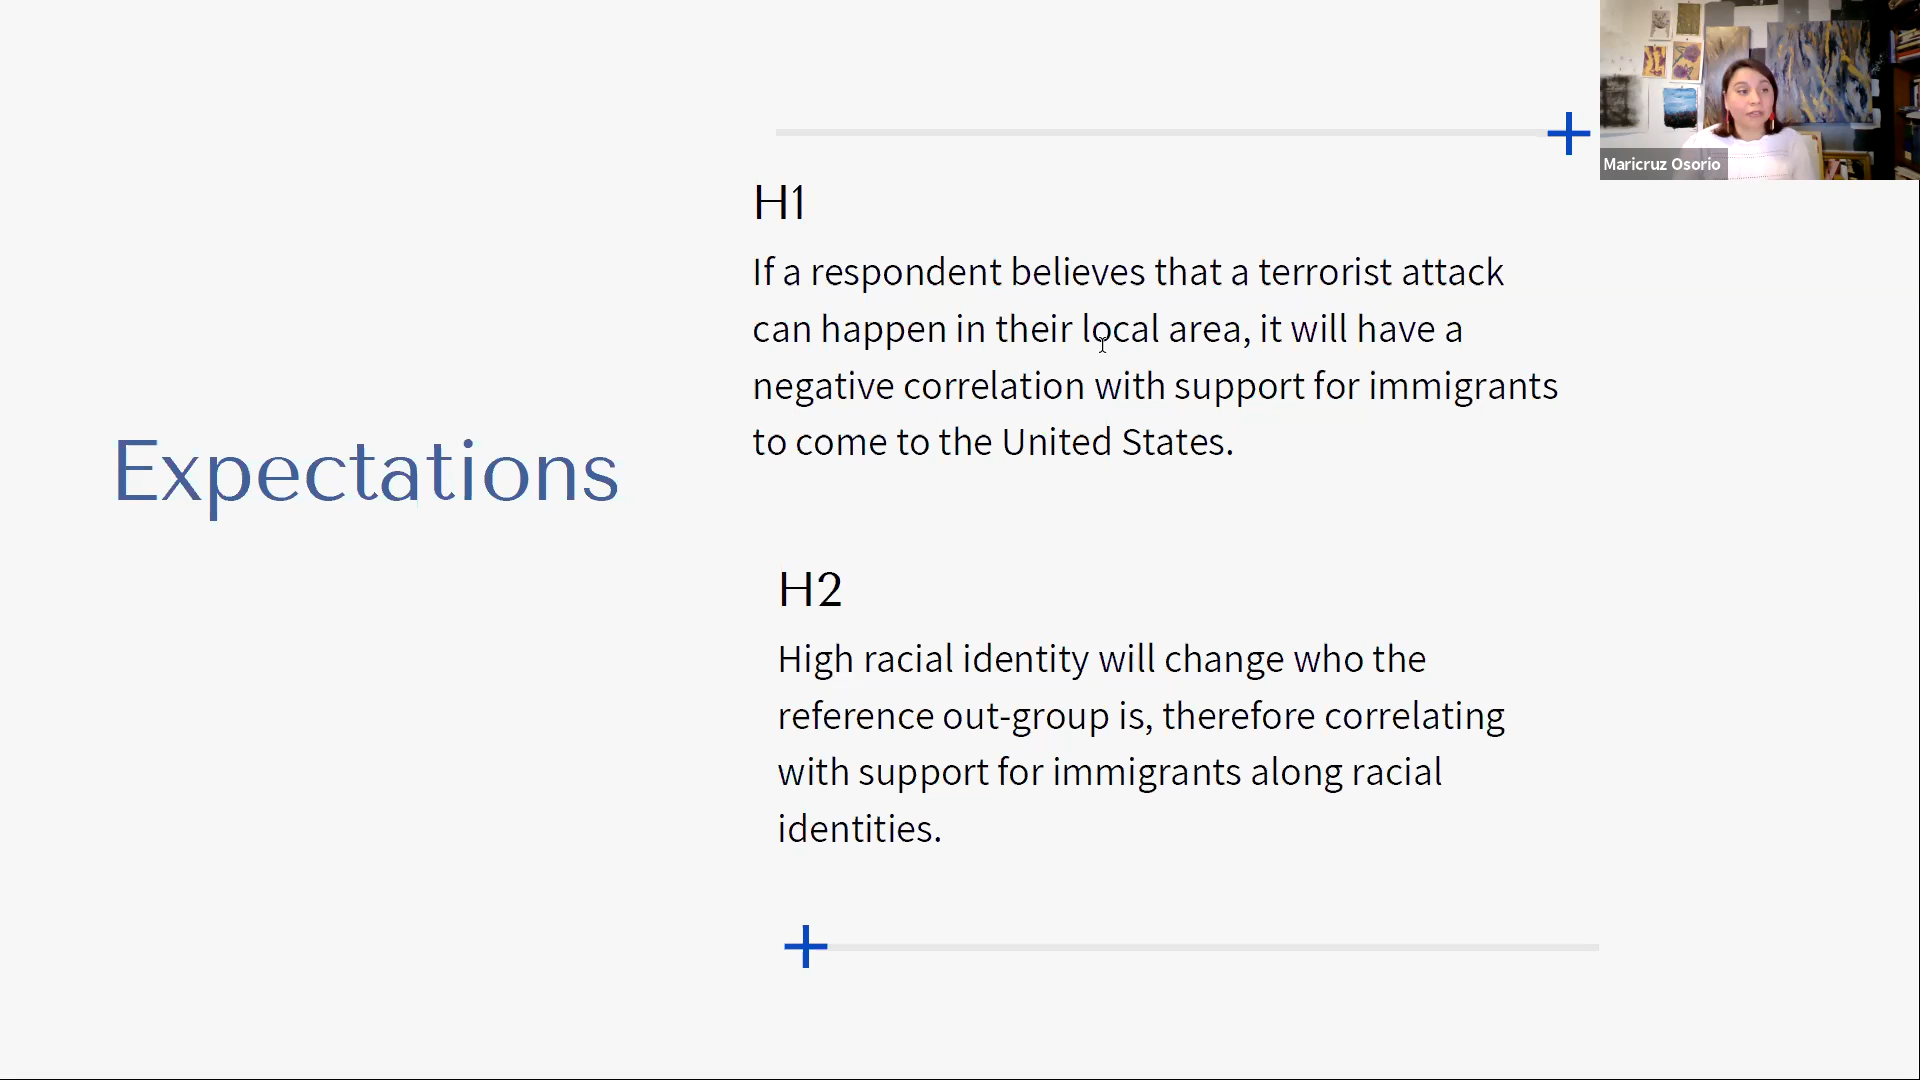 Maricruz Osorio
Expectations
H1
If a respondent believes that a terrorist attack
can happen in their local area, it will have a
negative correlation with support for immigrants
to come to the United States.
H2
High racial identity will change who the
reference out-group is, therefore correlating
with support for immigrants along racial
identities.